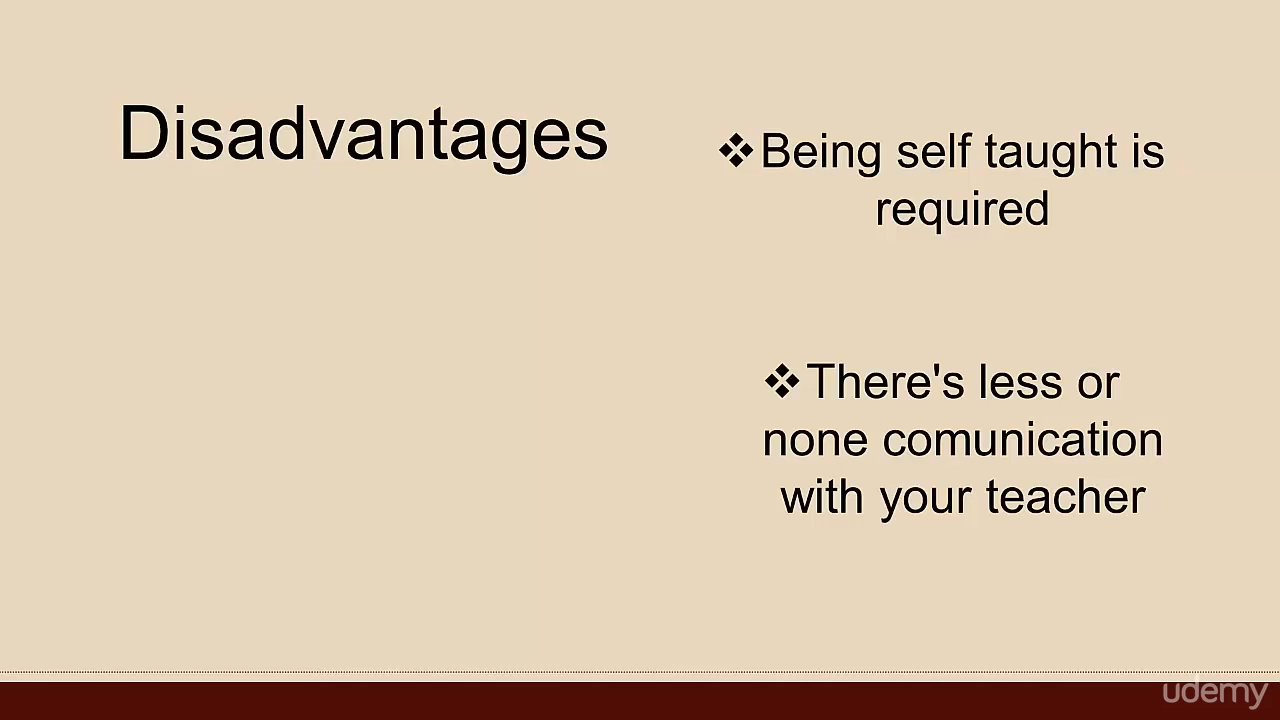 Disadvantages
❖Being self taught is
required
❖There's less or
none comunication
with your teacher
udemy